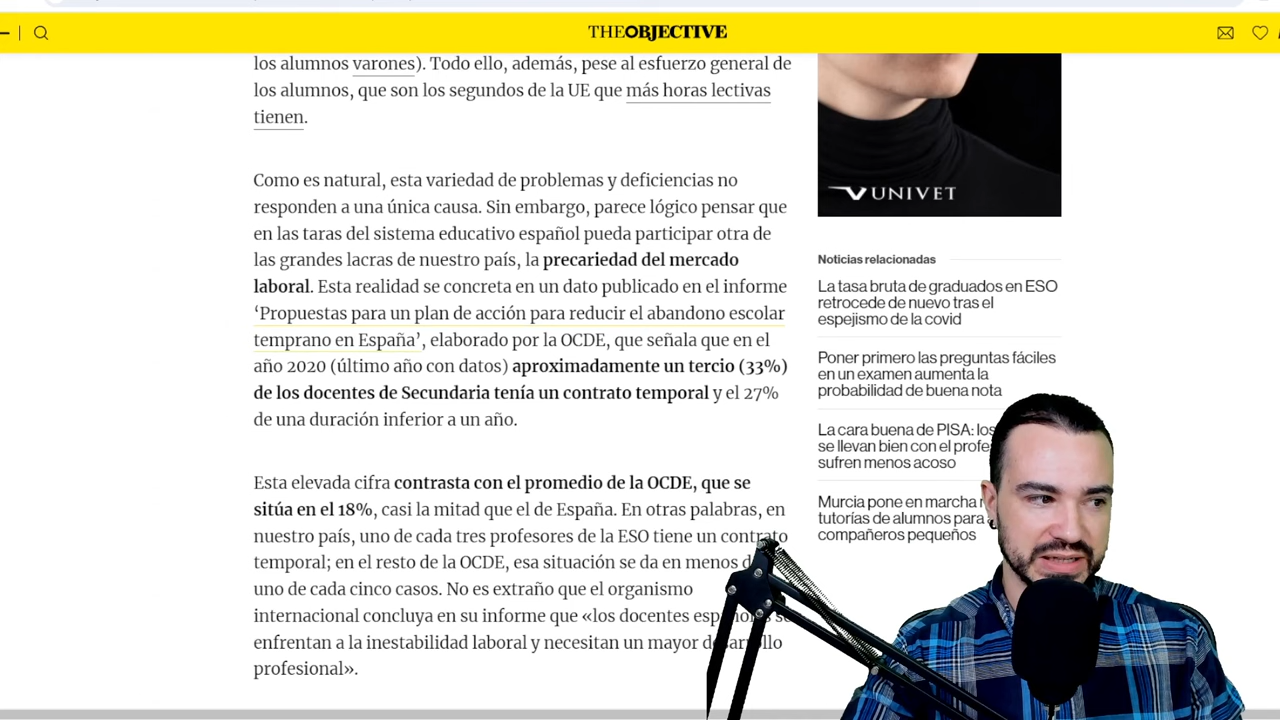 THEOBJECTIVE
los alumnos varones). Todo ello, además, pese al esfuerzo general de
los alumnos, que son los segundos de la UE que más horas lectivas
tienen.
Como es natural, esta variedad de problemas y deficiencias no
responden a una única causa. Sin embargo, parece lógico pensar que
en las taras del sistema educativo español pueda participar otra de
las grandes lacras de nuestro país, la precariedad del mercado
laboral. Esta realidad se concreta en un dato publicado en el informe
‘Propuestas para un plan de acción para reducir el abandono escolar
temprano en España’, elaborado por la OCDE, que señala que en el
año 2020 (último año con datos) aproximadamente un tercio (33%)
de los docentes de Secundaria tenía un contrato temporal y el 27%
de una duración inferior a un año.
Esta elevada cifra contrasta con el promedio de la OCDE, que se
sitúa en el 18%, casi la mitad que el de España. En otras palabras, en
nuestro país, uno de cada tres profesores de la ESO tiene un contrato
temporal; en el resto de la OCDE, esa situación se da en menos
uno de cada cinco casos. No es extraño que el organismo
internacional concluya en su informe que «los docentes españoles se
enfrentan a la inestabilidad laboral y necesitan un mayor desarrollo
profesional».
UNIVET
Noticias relacionadas
La tasa bruta de graduados en ESO
retrocede de nuevo tras el
espejismo de la covid
Poner primero las preguntas fáciles
en un examen aumenta la
probabilidad de buena nota
La cara buena de PISA: los
se llevan bien con el
sufren menos acoso
Murcia pone en marcha
tutorías de alumnos para
compañeros pequeños